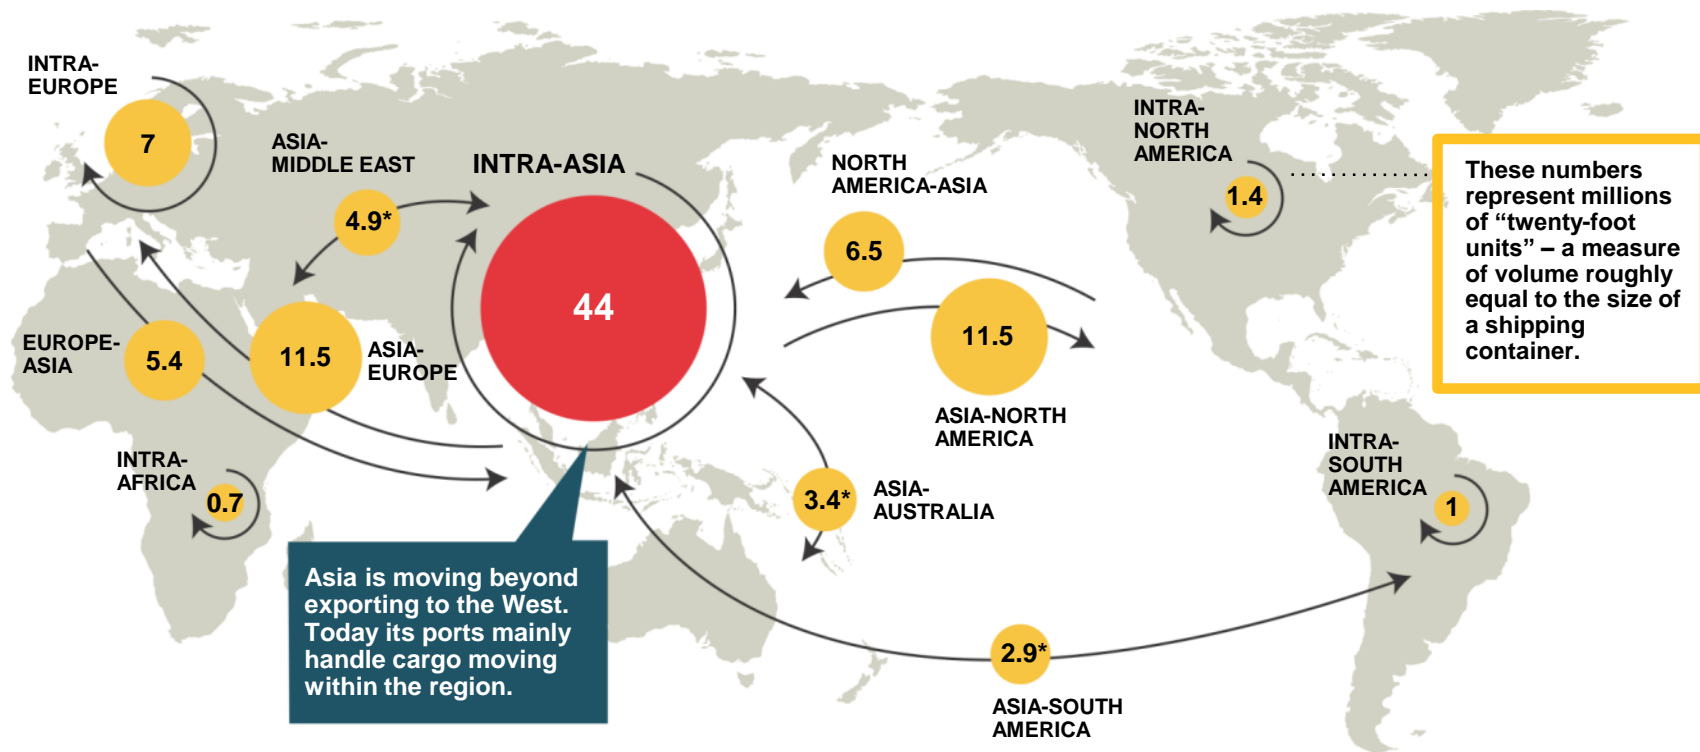 INTRA-
EUROPE
7
ASIA-
MIDDLE EAST
4.9*
INTRA-ASIA
44
NORTH
AMERICA-ASIA
6.5
INTRA-
NORTH
AMERICA
1.4
These numbers
represent millions
of “twenty-foot
units” – a measure
of volume roughly
equal to the size of
a shipping
container.
EUROPE-
ASIA
5.4
11.5
ASIA-
EUROPE
11.5
ASIA-NORTH
AMERICA
INTRA-
AFRICA
0.7
3.4*
ASIA-
AUSTRALIA
INTRA-
SOUTH
AMERICA
1
Asia is moving beyond
exporting to the West.
Today its ports mainly
handle cargo moving
within the region.
2.9*
ASIA-SOUTH
AMERICA